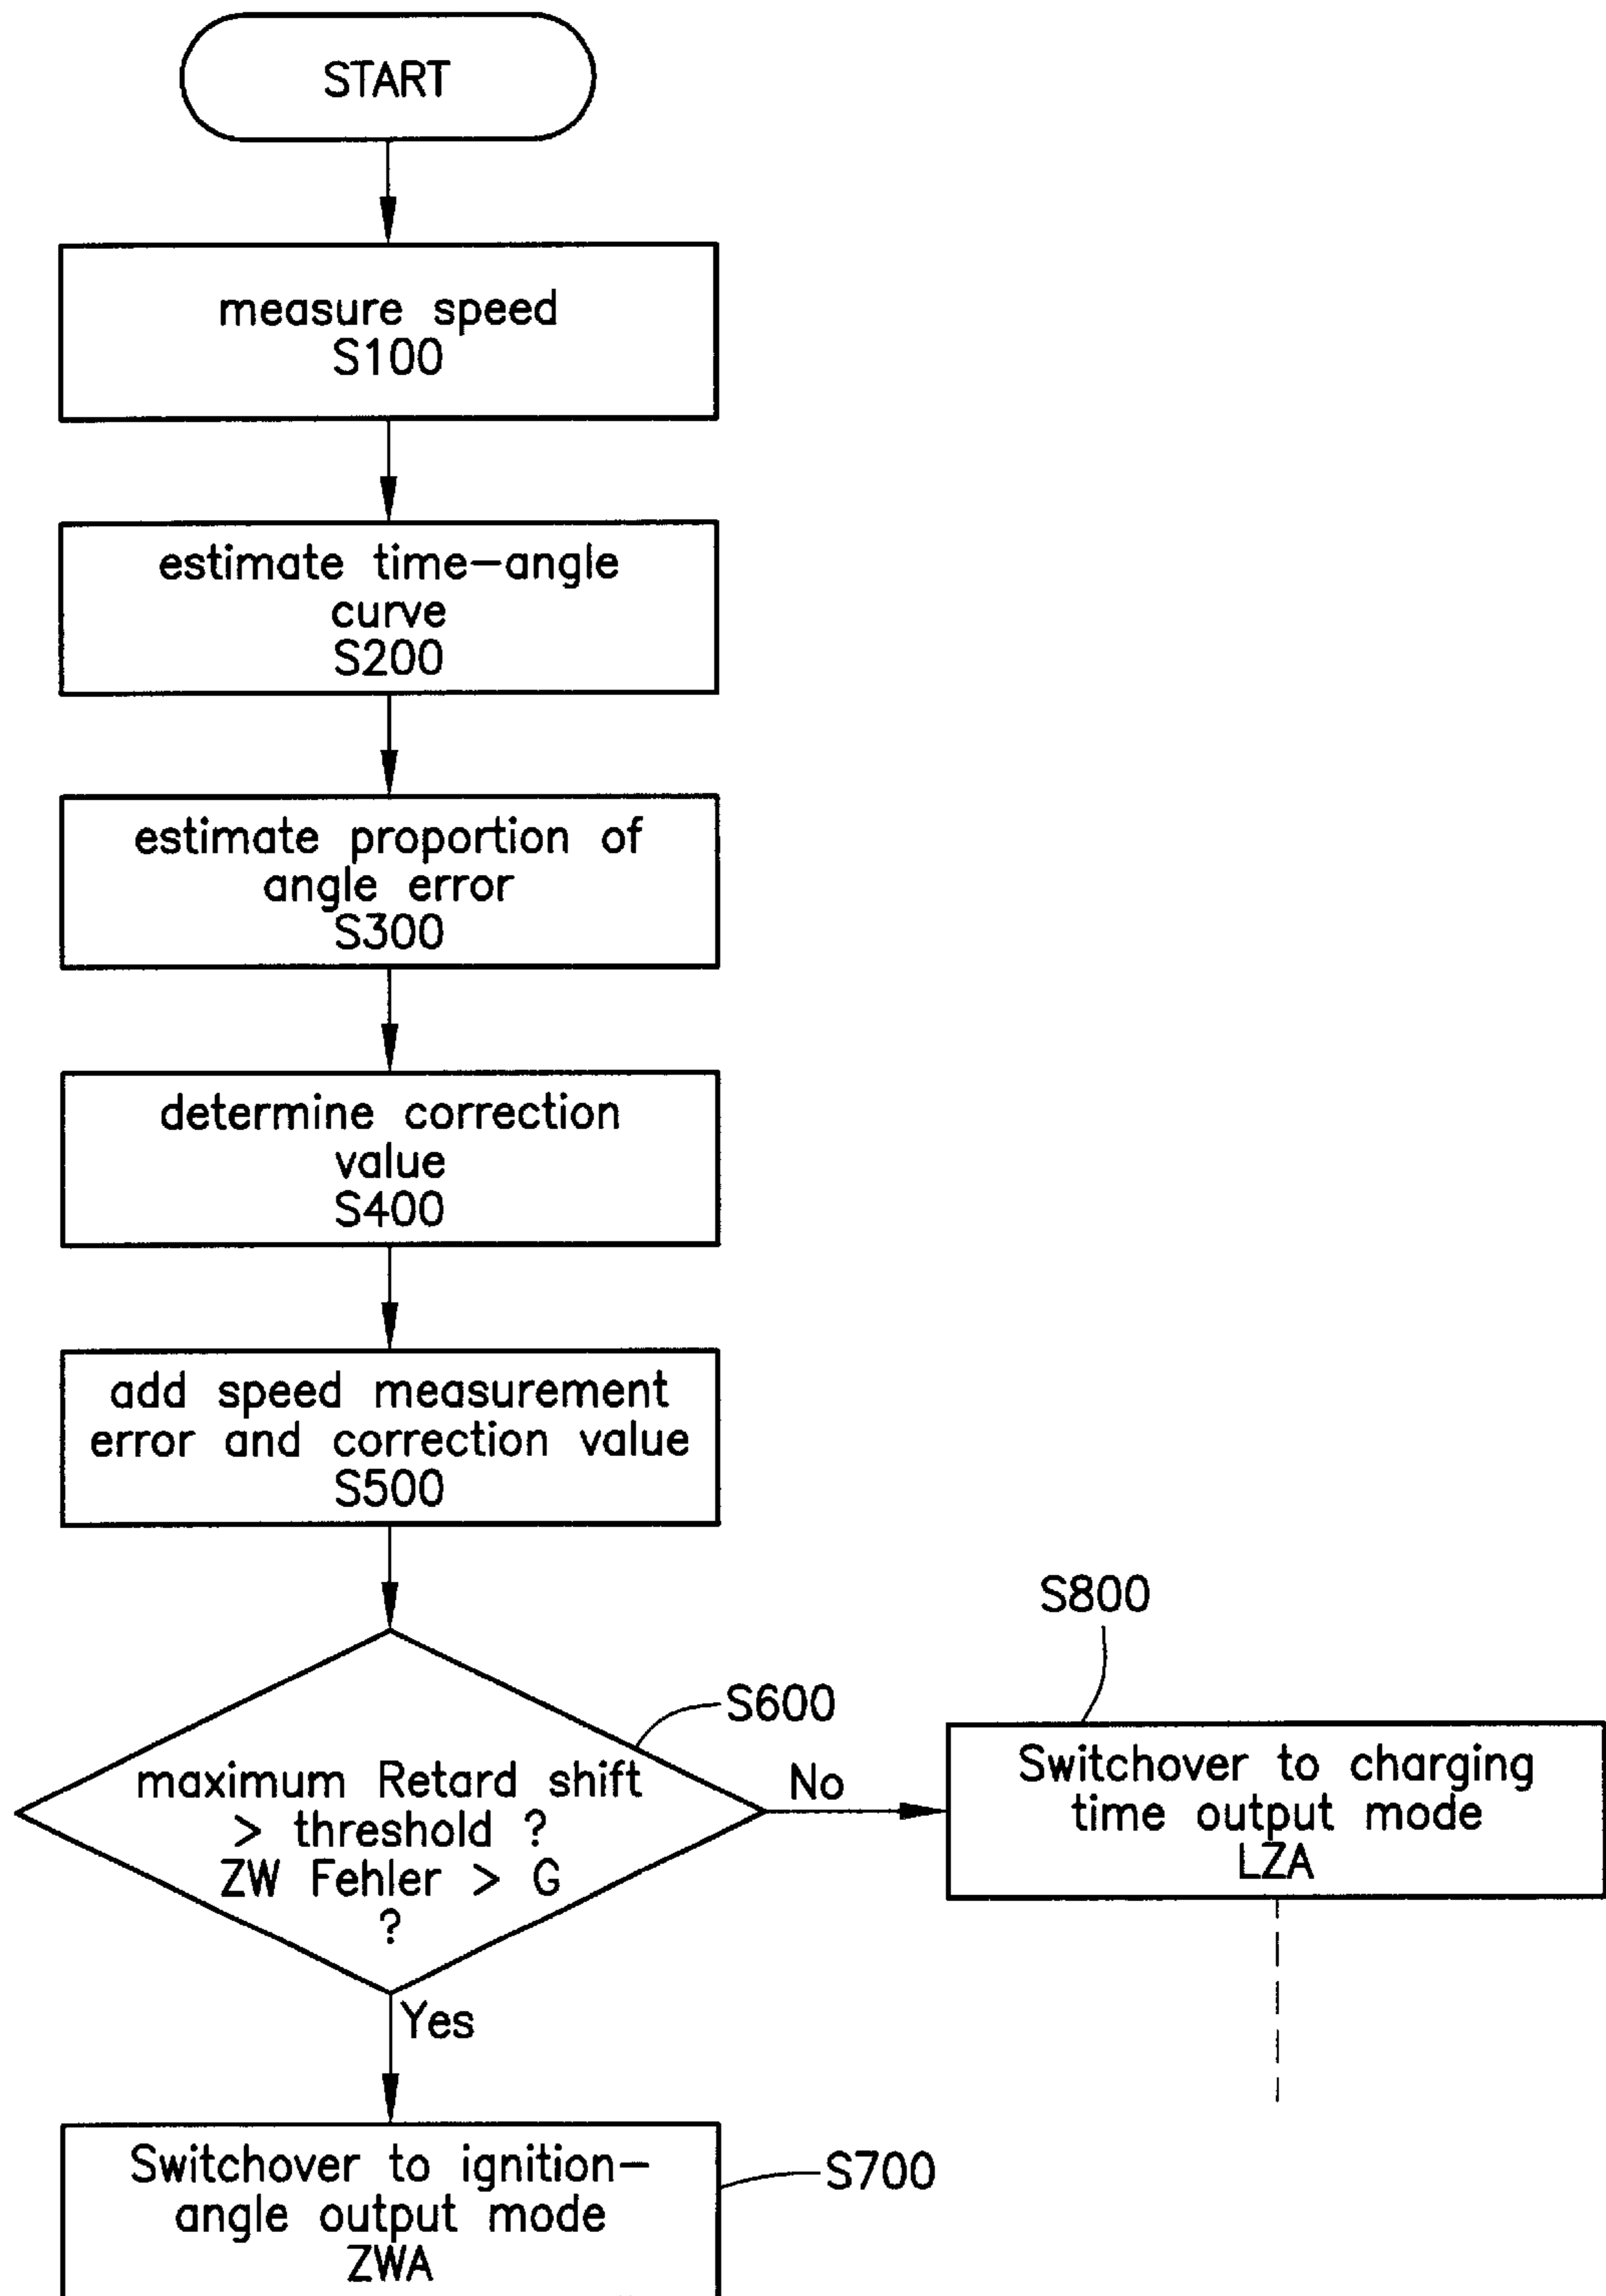 START
measure speed
S100
estimate time-angle
curve
S200
estimate proportion of
angle error
S300
determine correction
value
S400
add speed measurement
error and correction value
S500
S600
maximum Retard shift
> threshold ?
ZW Fehler > G
?
No
S800
Switchover to charging
time output mode
LZA
Yes
Switchover to ignition-
angle output mode
ZWA
S700